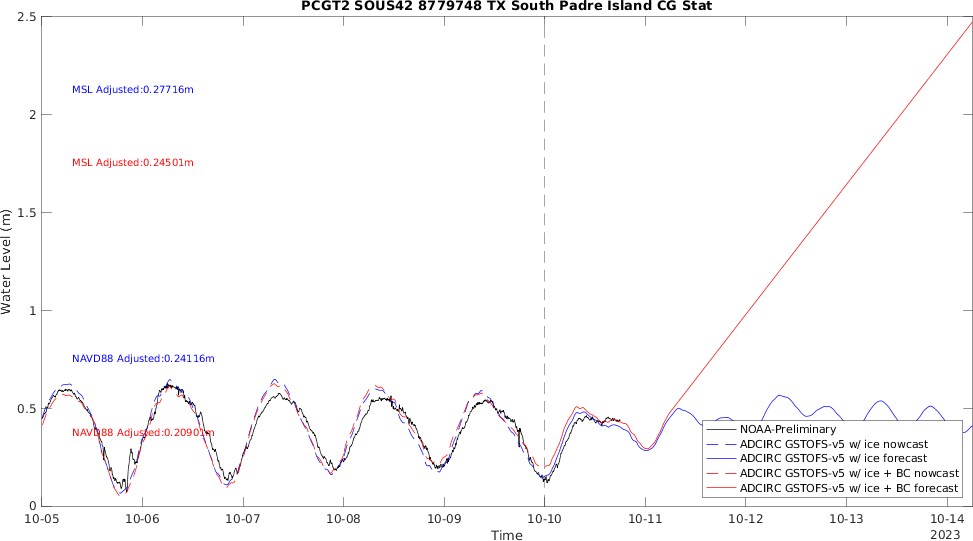 PCGT2 SOUS42 8779748 TX South Padre Island CG Stat
2.5
MSL Adjusted:0.27716m
2
MSL Adjusted:0.24501m
1.5
Water Level (m)
1
NAVD88 Adjusted:0.24116m
0.5
NAVD88 Adjusted:0.20901m
NOAA-Preliminary
ADCIRC GSTOFS-v5 w/ ice nowcast
ADCIRC GSTOFS-v5 w/ ice forecast
ADCIRC GSTOFS-v5 w/ ice + BC nowcast
ADCIRC GSTOFS-v5 w/ ice + BC forecast
0
10-05 10-06 10-07 10-08 10-09 10-10 10-11 10-12 10-13 10-14
Time 2023